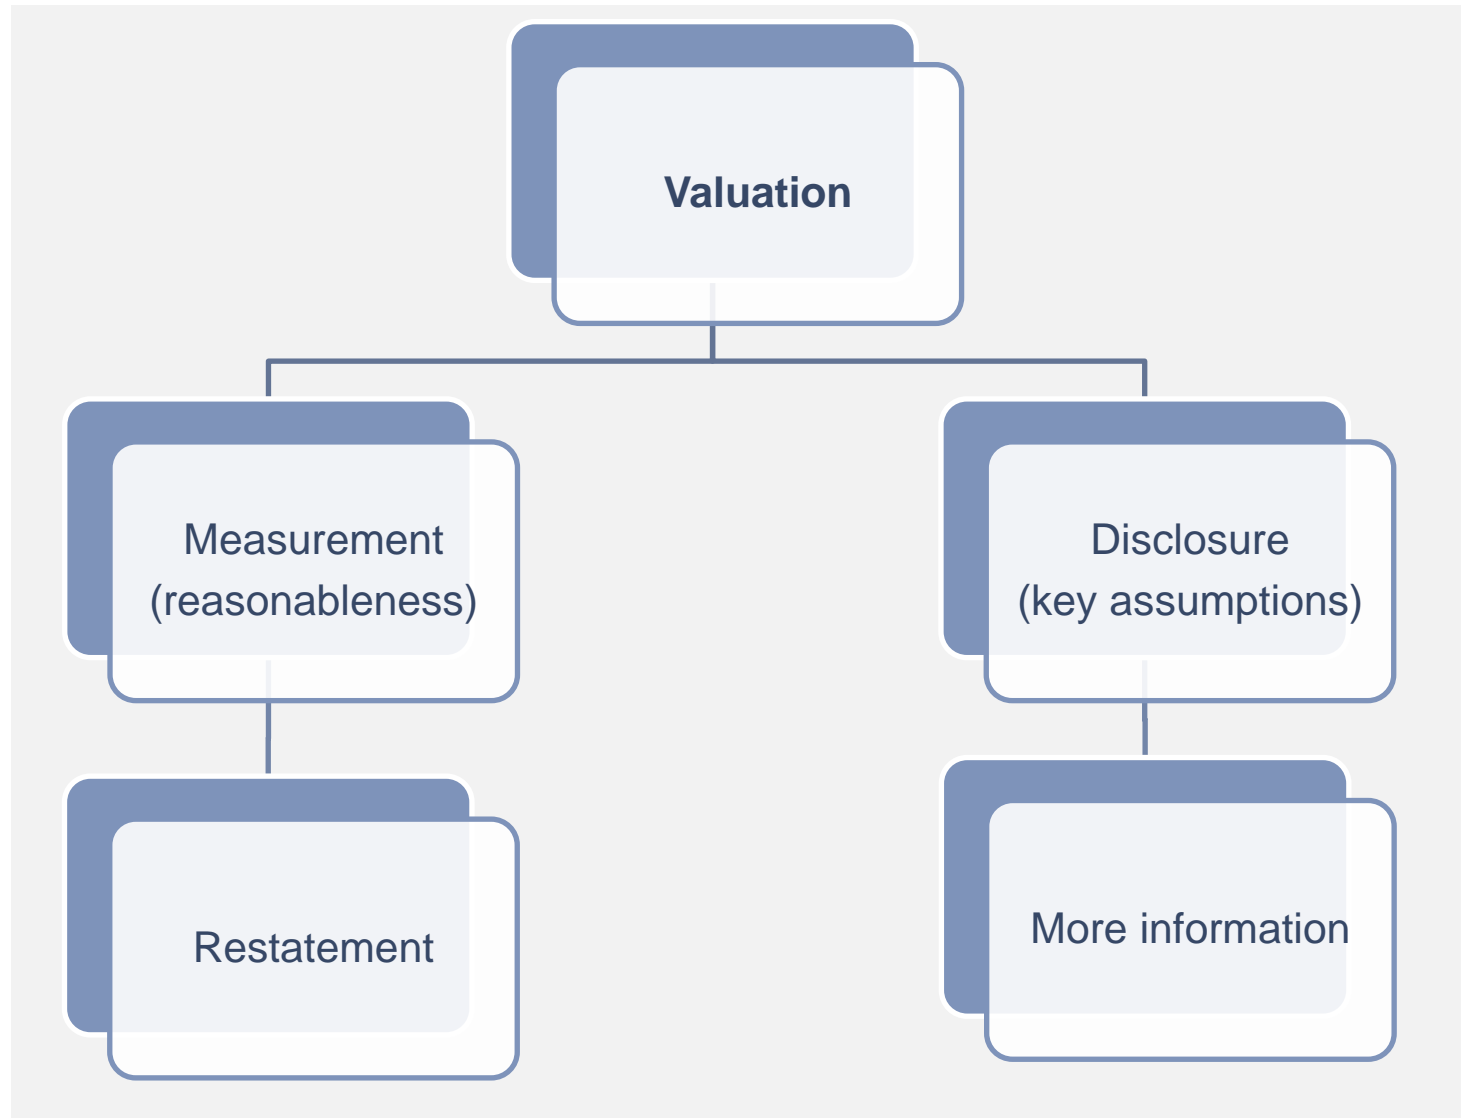 Valuation
Measurement
(reasonableness)
Disclosure
(key assumptions)
Restatement
More information